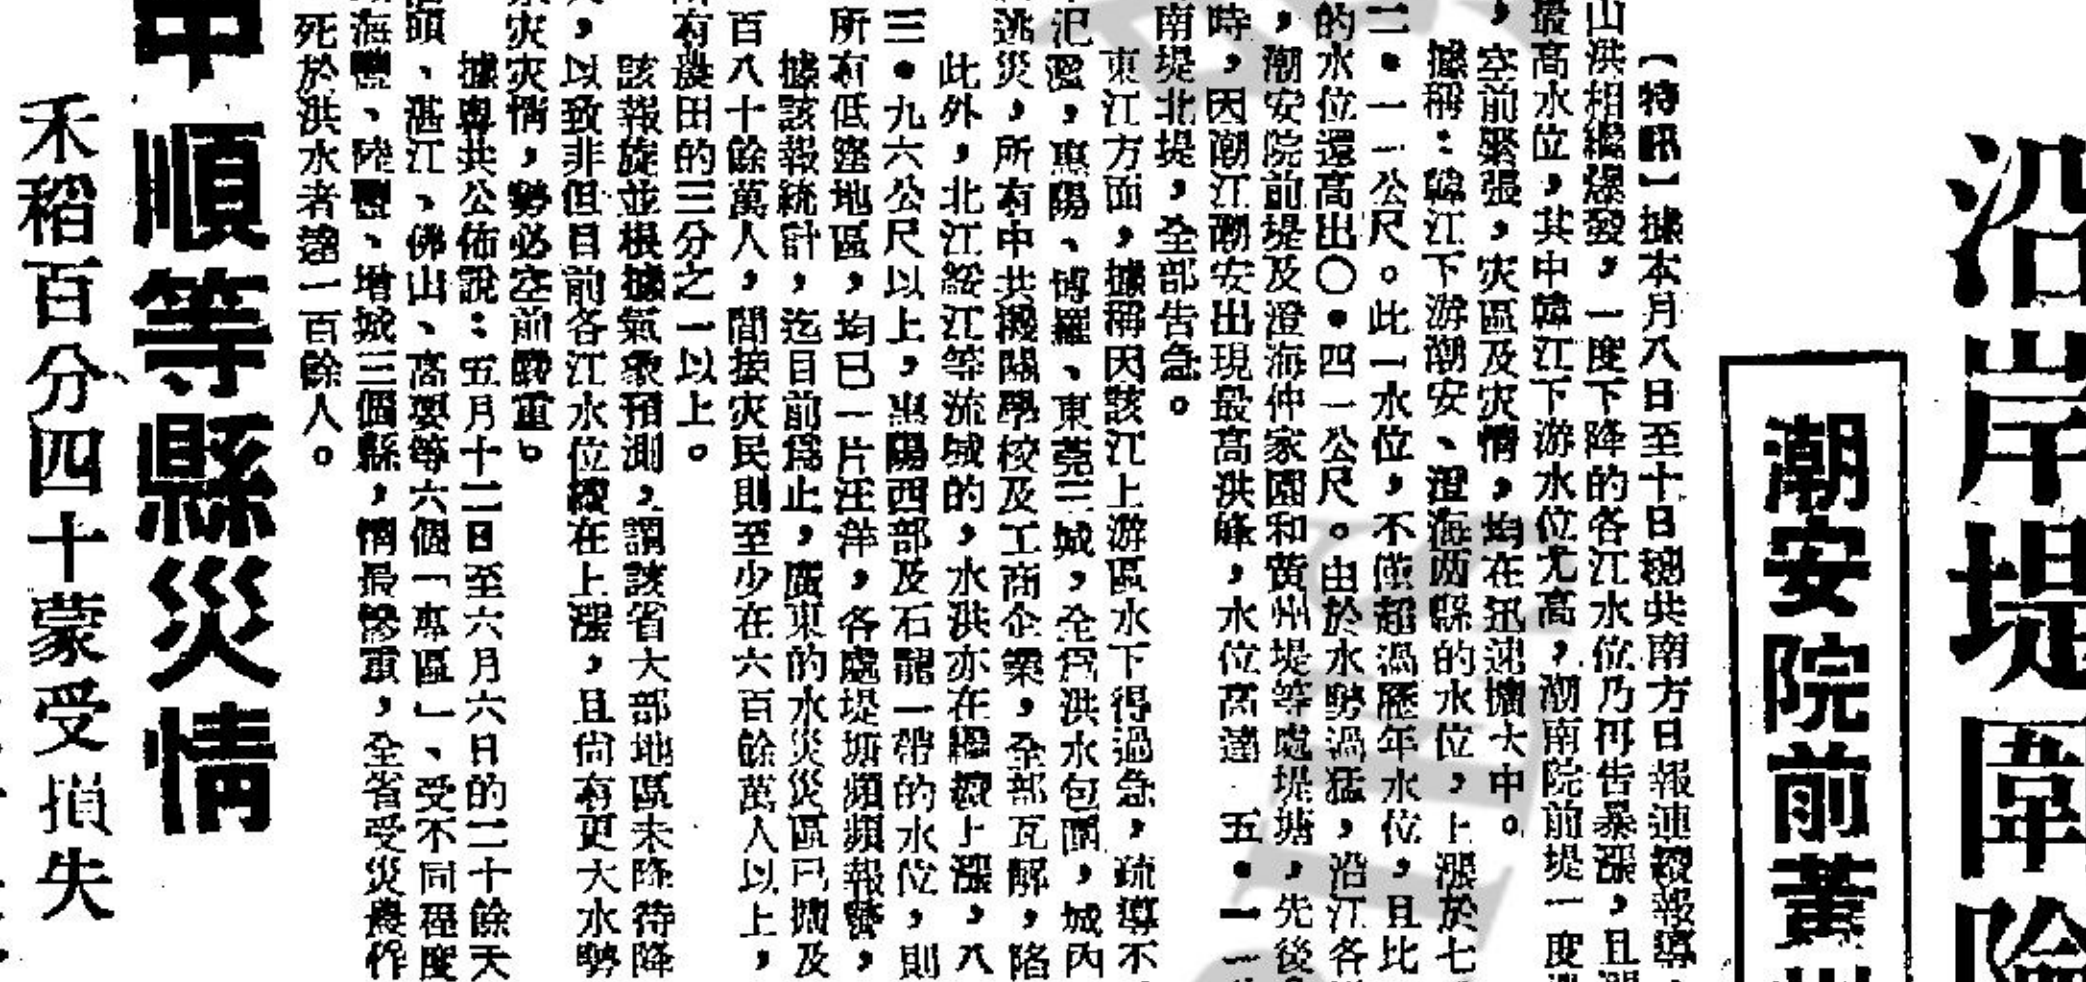 沿岸堤圍險
潮安院前黃州
【特訊】據本月八日至十日穗共南方日報連續報導
山洪相繼爆發，一度下降的各江水位乃再告暴漲，且
最高水位，其中韓江下游水位尤高，潮南院前堤一度
，空前緊張，灾區及灾情，均在迅速擴大中。
據稱：韓江下游潮安、澄海兩縣的水位，上漲於七
二•一一公尺。此一水位，不僅超過歷年水位，且比
的水位還高出〇•四一公尺。由於水勢過猛，沿江各
，潮安院前堤及澄海仲家園和黃州堤等處堤塘，先後
時，因潮江潮安出現最高洪峰，水位高達 五•一一
南堤北堤，全部告急。
東江方面，據稱因該江上游區水下得過急，疏導不
氾濫，惠陽、博羅、東莞三城，全爲洪水包圍，城內
逃災，所有中共機關學校及工商企業，全部瓦解，陷
此外，北江綏江等流域的，水洪亦在繼續上漲，八
三•九六公尺以上，惠陽西部及石龍一帶的水位，則
所有低窪地區，均已一片汪洋，各處堤塘頻頻報警，
據該報統計，迄目前爲止，廣東的水災災區已擴及
百八十餘萬人，間接灾民則至少在六百餘萬人以上，
所有農田的三分之一以上。
該報旋並根據氣象預測，謂該省大部地區未降待降
，以致非但目前各江水位續在上漲，且尚有更大水勢
灾灾情，勢必空前嚴重。
據粵共公佈說：五月十二日至六月六日的二十餘天
頭、湛江、佛山、高要等六個「專區」、受不同程度
海豐、陸豐、增城三個縣，情最慘重，全省受災農作
死於洪水者達一百餘人。
中順等縣災情
禾稻百分四十蒙受損失